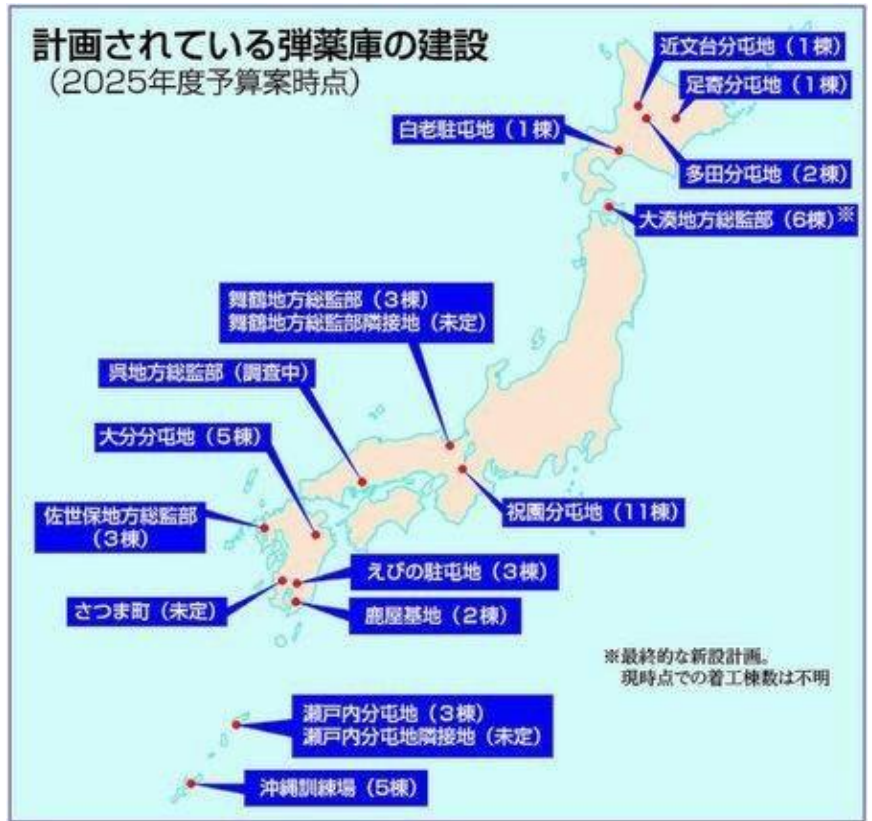 計画されている弾薬庫の建設
(2025年度予算案時点)
近文台分屯地(1棟)
足寄分屯地(1棟)
白老駐屯地(1棟)
多田分屯地(2棟)
大湊地方総監部(6棟)※
舞鶴地方総監部(3棟)
舞鶴地方総監部隣接地(未定)
呉地方総監部(調査中)
大分分屯地(5棟)
佐世保地方総監部
(3棟)
祝園分屯地(11棟)
えびの駐屯地(3棟)
さつま町(未定)
鹿屋基地(2棟)
※最終的な新設計画。
現時点での着工棟数は不明
瀬戸内分屯地(3棟)
瀬戸内分屯地隣接地(未定)
沖縄訓練場(5棟)